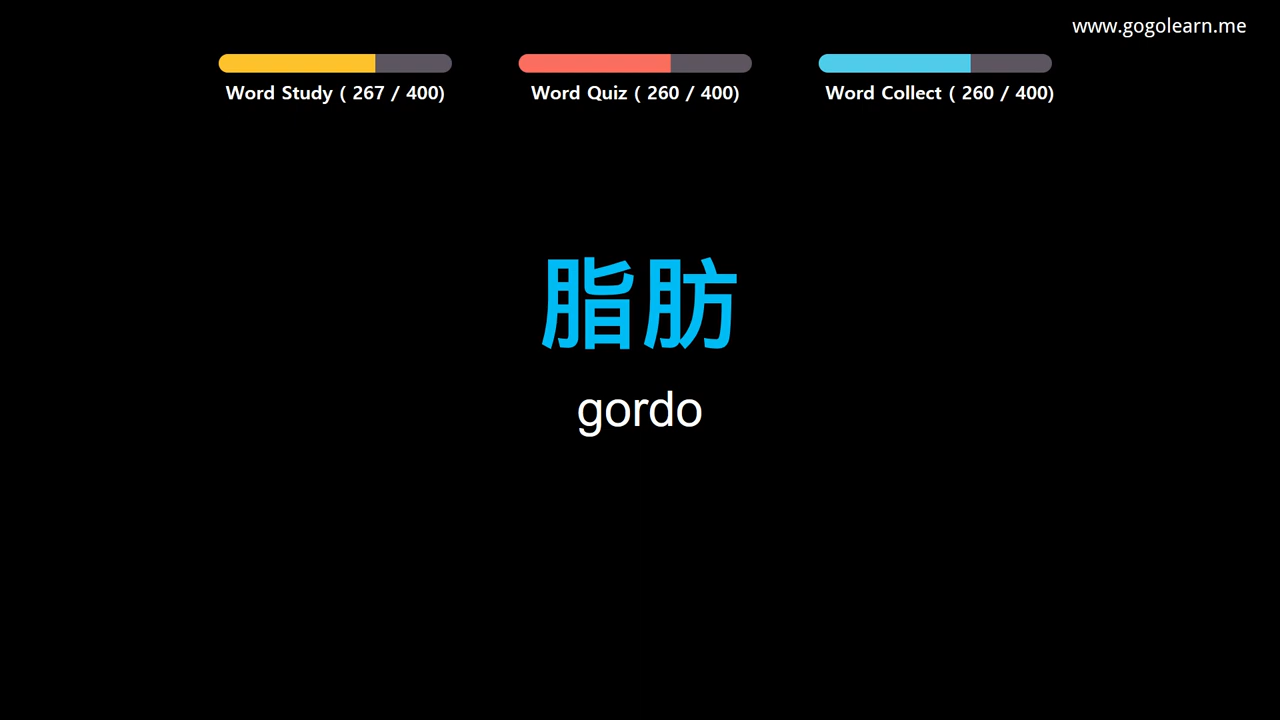 www.gogolearn.me
Word Study ( 267 / 400)
Word Quiz ( 260 / 400)
Word Collect ( 260 / 400)
脂肪
gordo